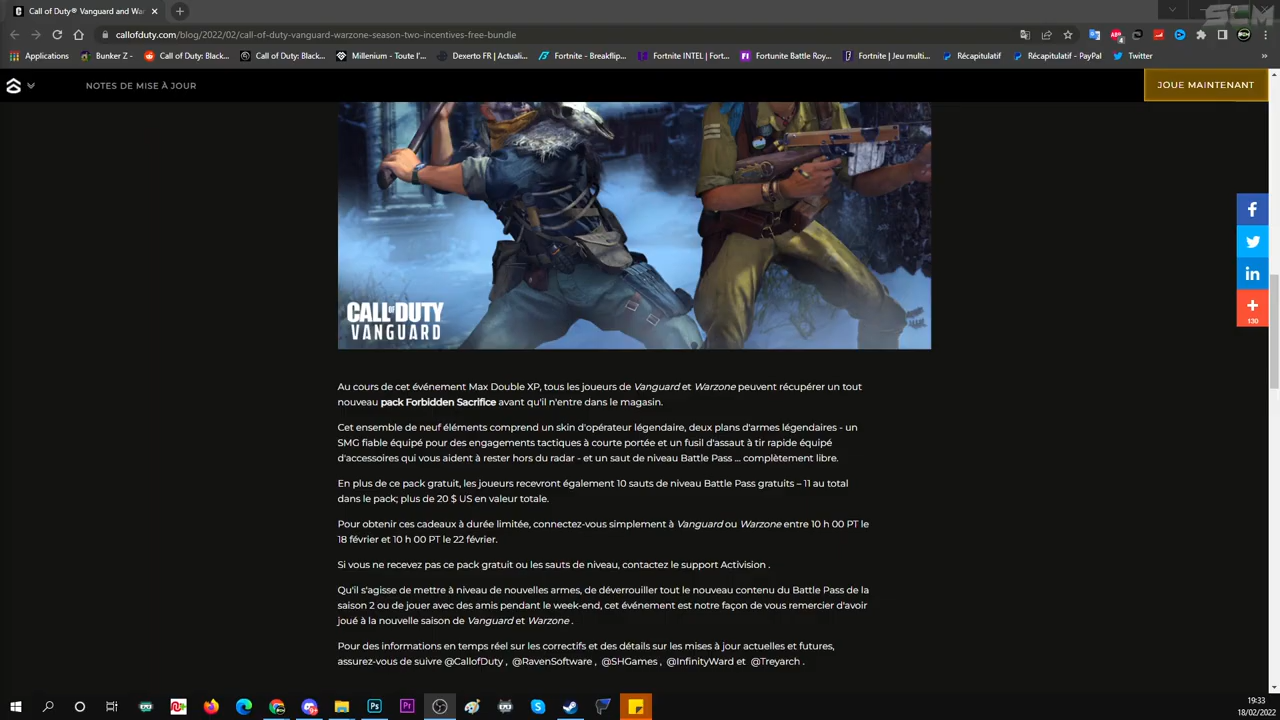 Call of Duty® Vanguard and War
SCM
callofduty.com/blog/2022/02/call-of-duty-vanguard-warzone-season-two-incentives-free-bundle
Applications
Bunker Z -
Call of Duty: Black...
Call of Duty: Black...
Millenium - Toute l'...
Dexerto FR | Actuali...
Fortnite - Breakflip...
Fortnite INTEL | Fort...
Fortunite Battle Roy...
Fortnite | Jeu multi...
Récapitulatif
Récapitulatif - PayPal
Twitter
»
NOTES DE MISE À JOUR
JOUE MAINTENANT
CALL OF DUTY
VANGUARD
130
Au cours de cet événement Max Double XP, tous les joueurs de Vanguard et Warzone peuvent récupérer un tout
nouveau pack Forbidden Sacrifice avant qu'il n'entre dans le magasin.
Cet ensemble de neuf éléments comprend un skin d'opérateur légendaire, deux plans d'armes légendaires - un
SMG fiable équipé pour des engagements tactiques à courte portée et un fusil d'assaut à tir rapide équipé
d'accessoires qui vous aident à rester hors du radar - et un saut de niveau Battle Pass ... complètement libre.
En plus de ce pack gratuit, les joueurs recevront également 10 sauts de niveau Battle Pass gratuits – 11 au total
dans le pack; plus de 20 $ US en valeur totale.
Pour obtenir ces cadeaux à durée limitée, connectez-vous simplement à Vanguard ou Warzone entre 10 h 00 PT le
18 février et 10 h 00 PT le 22 février.
Si vous ne recevez pas ce pack gratuit ou les sauts de niveau, contactez le support Activision .
Qu'il s'agisse de mettre à niveau de nouvelles armes, de déverrouiller tout le nouveau contenu du Battle Pass de la
saison 2 ou de jouer avec des amis pendant le week-end, cet événement est notre façon de vous remercier d'avoir
joué à la nouvelle saison de Vanguard et Warzone .
Pour des informations en temps réel sur les correctifs et des détails sur les mises à jour actuelles et futures,
assurez-vous de suivre @CallofDuty , @RavenSoftware , @SHGames , @InfinityWard et @Treyarch .
19:33
18/02/2022